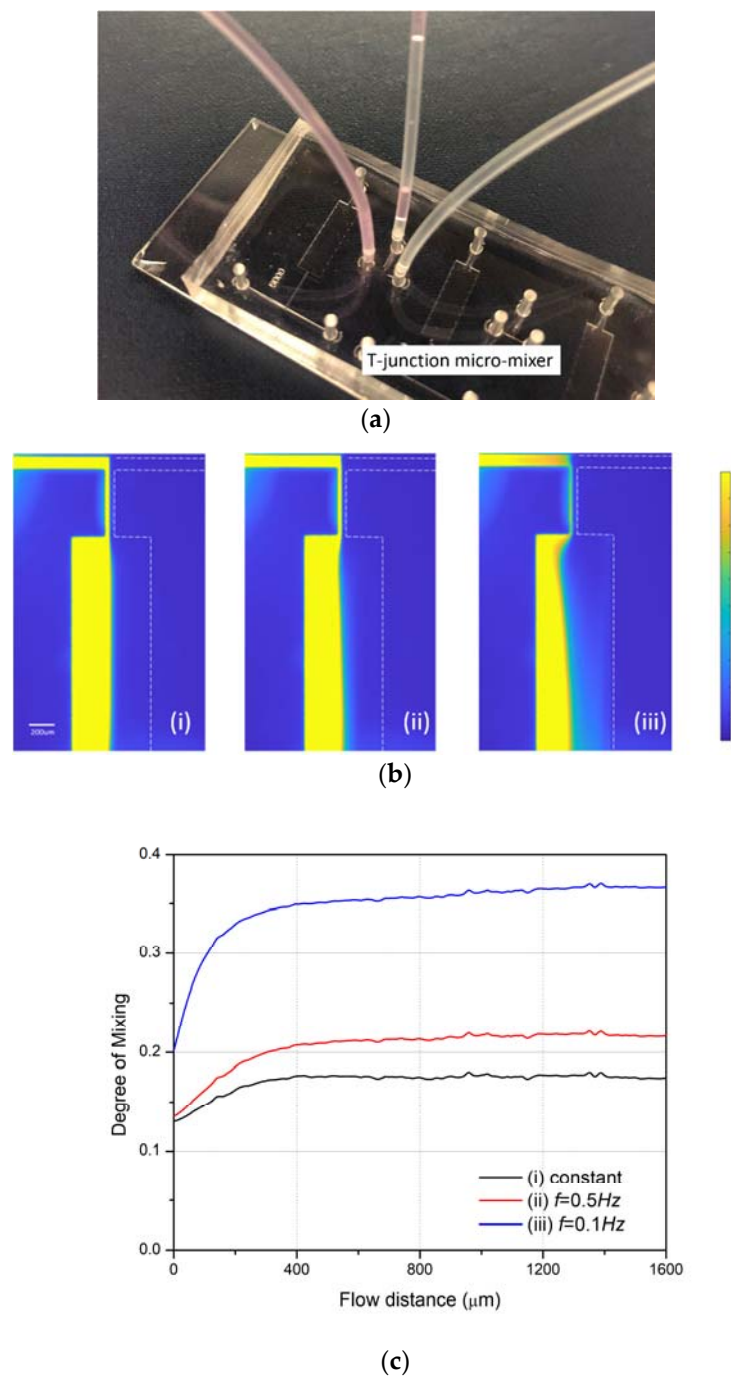 T-junction micro-mixer
(a)
(i)
(ii)
(iii)
200um
(b)
0.4
0.3
0.2
0.1
0.0
Degree of Mixing
(i) constant
(ii) f=0.5Hz
(iii) f=0.1Hz
0
400
800
1200
1600
Flow distance (μm)
(c)